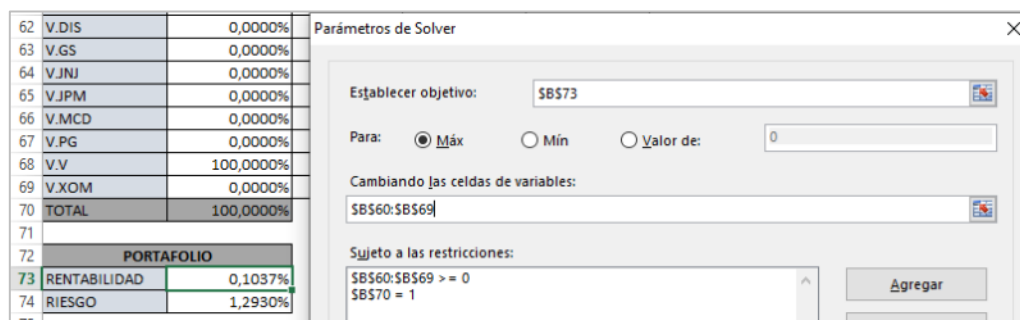 62 V.DIS 0,0000%
63 V.GS 0,0000%
64 V.JNJ 0,0000%
65 V.JPM 0,0000%
66 V.MCD 0,0000%
67 V.PG 0,0000%
68 V.V 100,0000%
69 V.XOM 0,0000%
70 TOTAL 100,0000%
71
72 PORTAFOLIO
73 RENTABILIDAD 0,1037%
74 RIESGO 1,2930%
Parámetros de Solver
Establecer objetivo: $B$73
Para: Máx Mín Valor de: 0
Cambiando las celdas de variables:
$B$60:$B$69
Sujeto a las restricciones:
$B$60:$B$69 >= 0
$B$70 = 1
Agregar